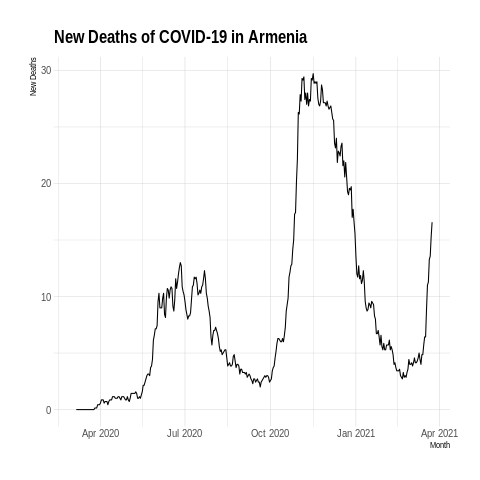 New Deaths of COVID-19 in Armenia
New Deaths
30
20
10
0
Apr 2020 Jul 2020 Oct 2020 Jan 2021 Apr 2021
Month